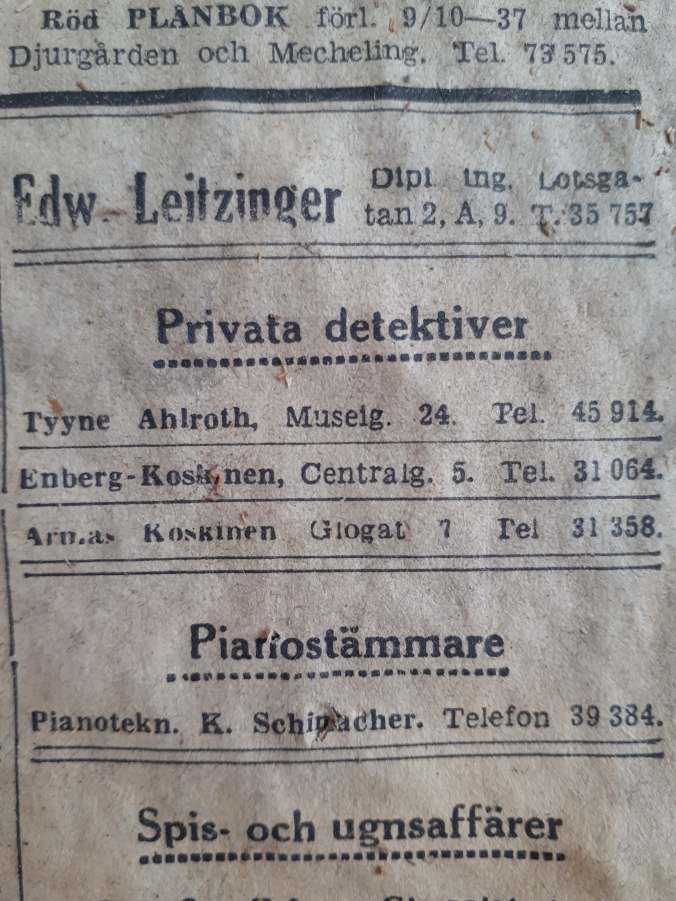 Röd PLÅNBOK förl. 9/10—37 mellan
Djurgården och Mecheling. Tel. 73 575.
Edw. Leitzinger Dipl. ing. Lotsga-
tan 2, A, 9. T. 35 757
Privata detektiver
Tyyne Ahlroth, Museig. 24. Tel. 45 914.
Enberg-Koskinen, Centralg. 5. Tel. 31 064.
Koskinen 7 Tel 31 358.
Pianostämmare
Pianotekn. K. Telefon 39 384.
Spis- och ugnsaffärer